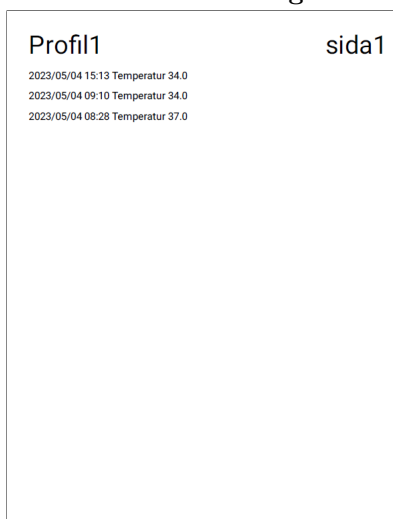 Profil1 sida1
2023/05/04 15:13 Temperatur 34.0
2023/05/04 09:10 Temperatur 34.0
2023/05/04 08:28 Temperatur 37.0